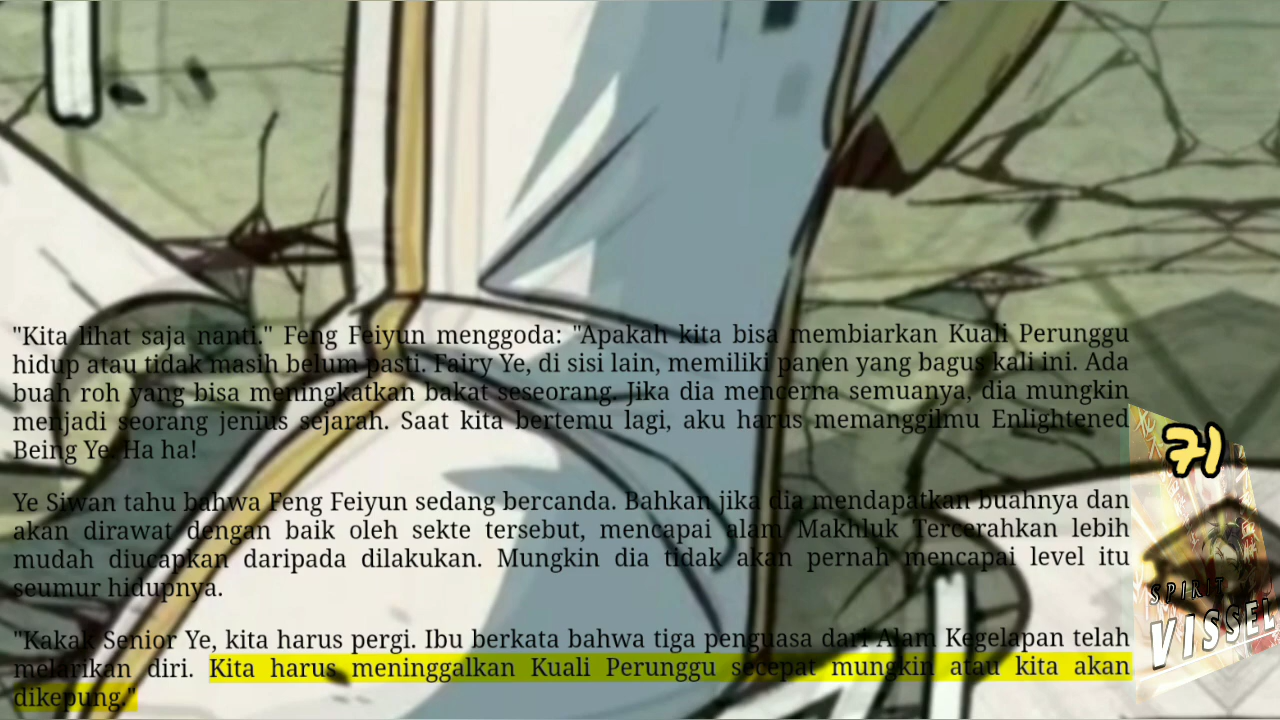 "Kita lihat saja nanti." Feng Feiyun menggoda: "Apakah kita bisa membiarkan Kuali Perunggu
hidup atau tidak masih belum pasti. Fairy Ye, di sisi lain, memiliki panen yang bagus kali ini. Ada
buah roh yang bisa meningkatkan bakat seseorang. Jika dia mencerna semuanya, dia mungkin
menjadi seorang jenius sejarah. Saat kita bertemu lagi, aku harus memanggilmu Enlightened
Being Ye. Ha ha!
Ye Siwan tahu bahwa Feng Feiyun sedang bercanda. Bahkan jika dia mendapatkan buahnya dan
akan dirawat dengan baik oleh sekte tersebut, mencapai alam Makhluk Tercerahkan lebih
mudah diucapkan daripada dilakukan. Mungkin dia tidak akan pernah mencapai level itu
seumur hidupnya.
"Kakak Senior Ye, kita harus pergi. Ibu berkata bahwa tiga penguasa dari Alam Kegelapan telah
melarikan diri. Kita harus meninggalkan Kuali Perunggu secepat mungkin atau kita akan
dikepung."
71
SPIRIT
VISSEL